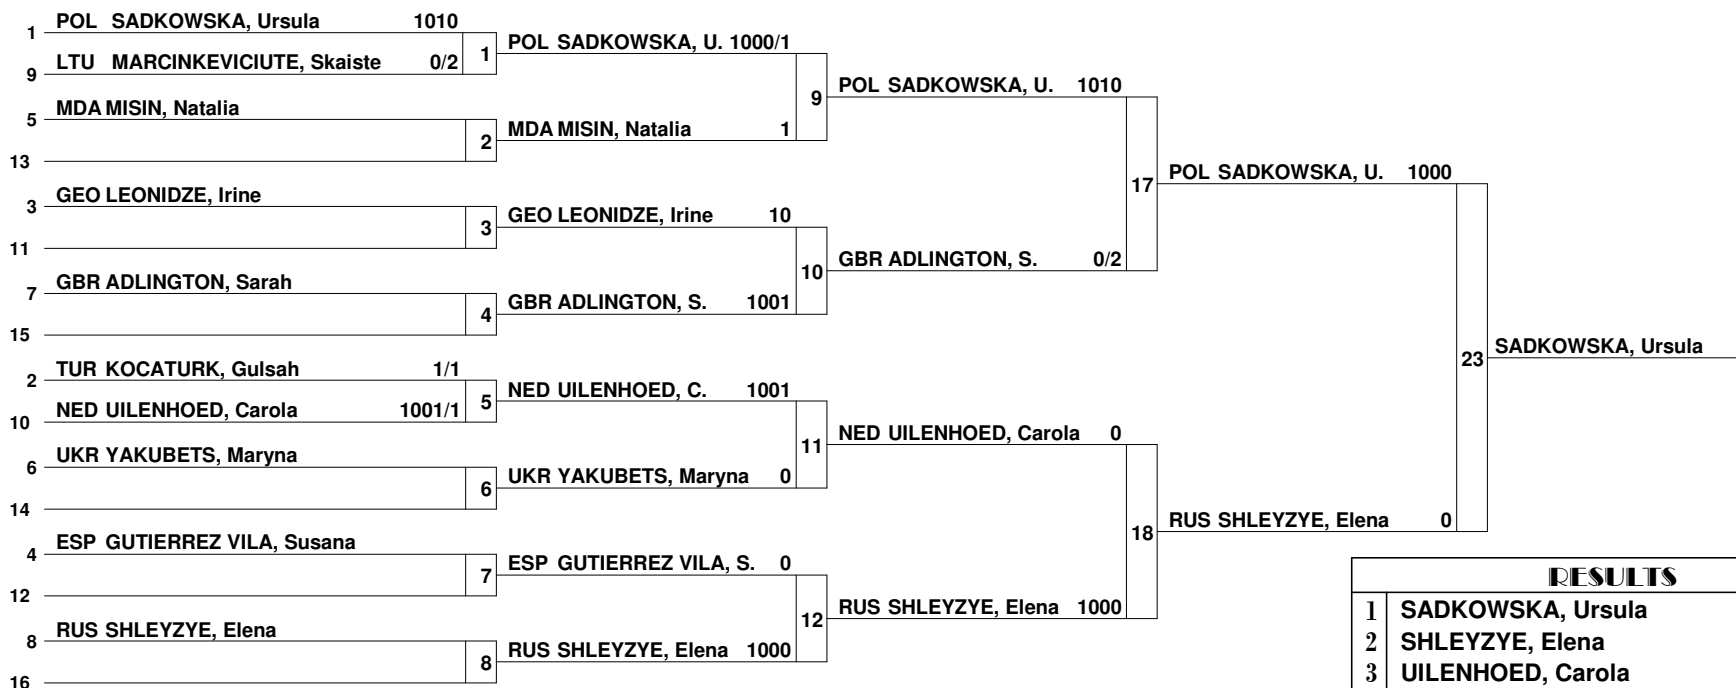 1 POL SADKOWSKA, Ursula 1010
9 LTU MARCINKEVICIUTE, Skaiste 0/2
1
5 MDA MISIN, Natalia
13
2
3 GEO LEONIDZE, Irine
11
3
7 GBR ADLINGTON, Sarah
15
4
2 TUR KOCATURK, Gulsah 1/1
10 NED UILENHOED, Carola 1001/1
5
6 UKR YAKUBETS, Maryna
14
6
4 ESP GUTIERREZ VILA, Susana
12
7
8 RUS SHLEYZYE, Elena
16
8
POL SADKOWSKA, U. 1000/1
MDA MISIN, Natalia 1
9
GEO LEONIDZE, Irine 10
GBR ADLINGTON, S. 1001
10
NED UILENHOED, C. 1001
UKR YAKUBETS, Maryna 0
11
ESP GUTIERREZ VILA, S. 0
RUS SHLEYZYE, Elena 1000
12
POL SADKOWSKA, U. 1010
GBR ADLINGTON, S. 0/2
17
NED UILENHOED, Carola 0
RUS SHLEYZYE, Elena 1000
18
POL SADKOWSKA, U. 1000
RUS SHLEYZYE, Elena 0
23
SADKOWSKA, Ursula
RESULTS
1 SADKOWSKA, Ursula
2 SHLEYZYE, Elena
3 UILENHOED, Carola